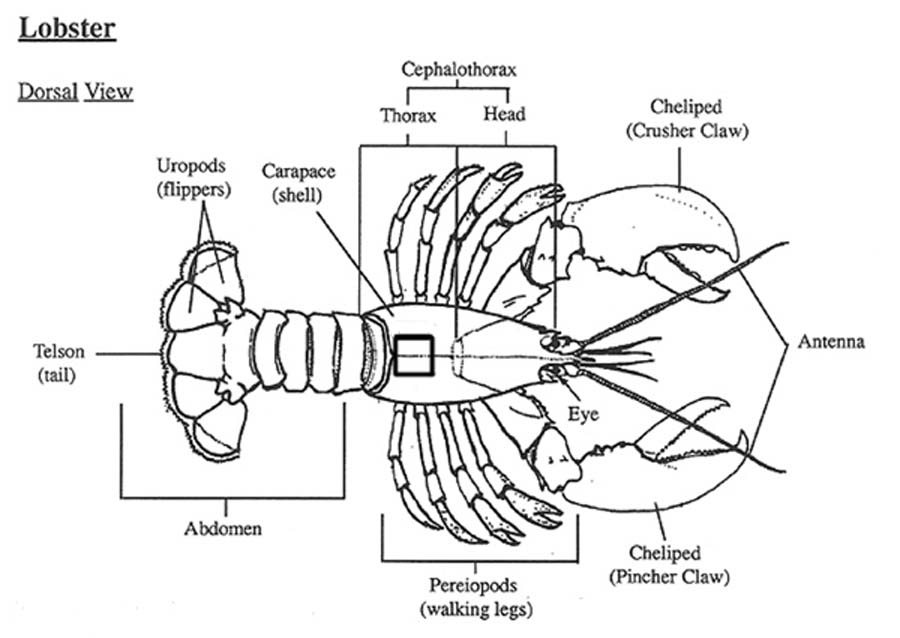 Lobster
Dorsal View
Cephalothorax
Thorax
Head
Cheliped
(Crusher Claw)
Uropods
(flippers)
Carapace
(shell)
Telson
(tail)
Antenna
Eye
Abdomen
Cheliped
(Pincher Claw)
Pereiopods
(walking legs)